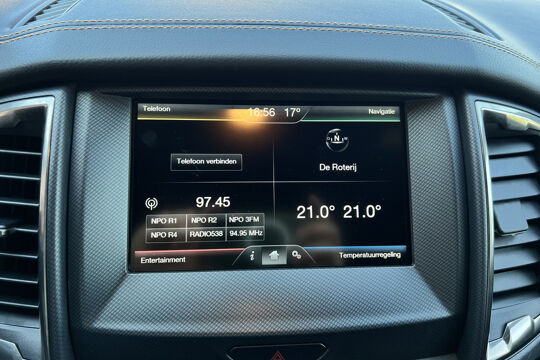 Telefoon 16:56 17° Navigatie
N
Telefoon verbinden
De Roterij
97.45
21.0° 21.0°
NPO R1 NPO R2 NPO 3FM
NPO R4 RADIO538 94.95 MHz
Entertainment i Temperatuurregeling